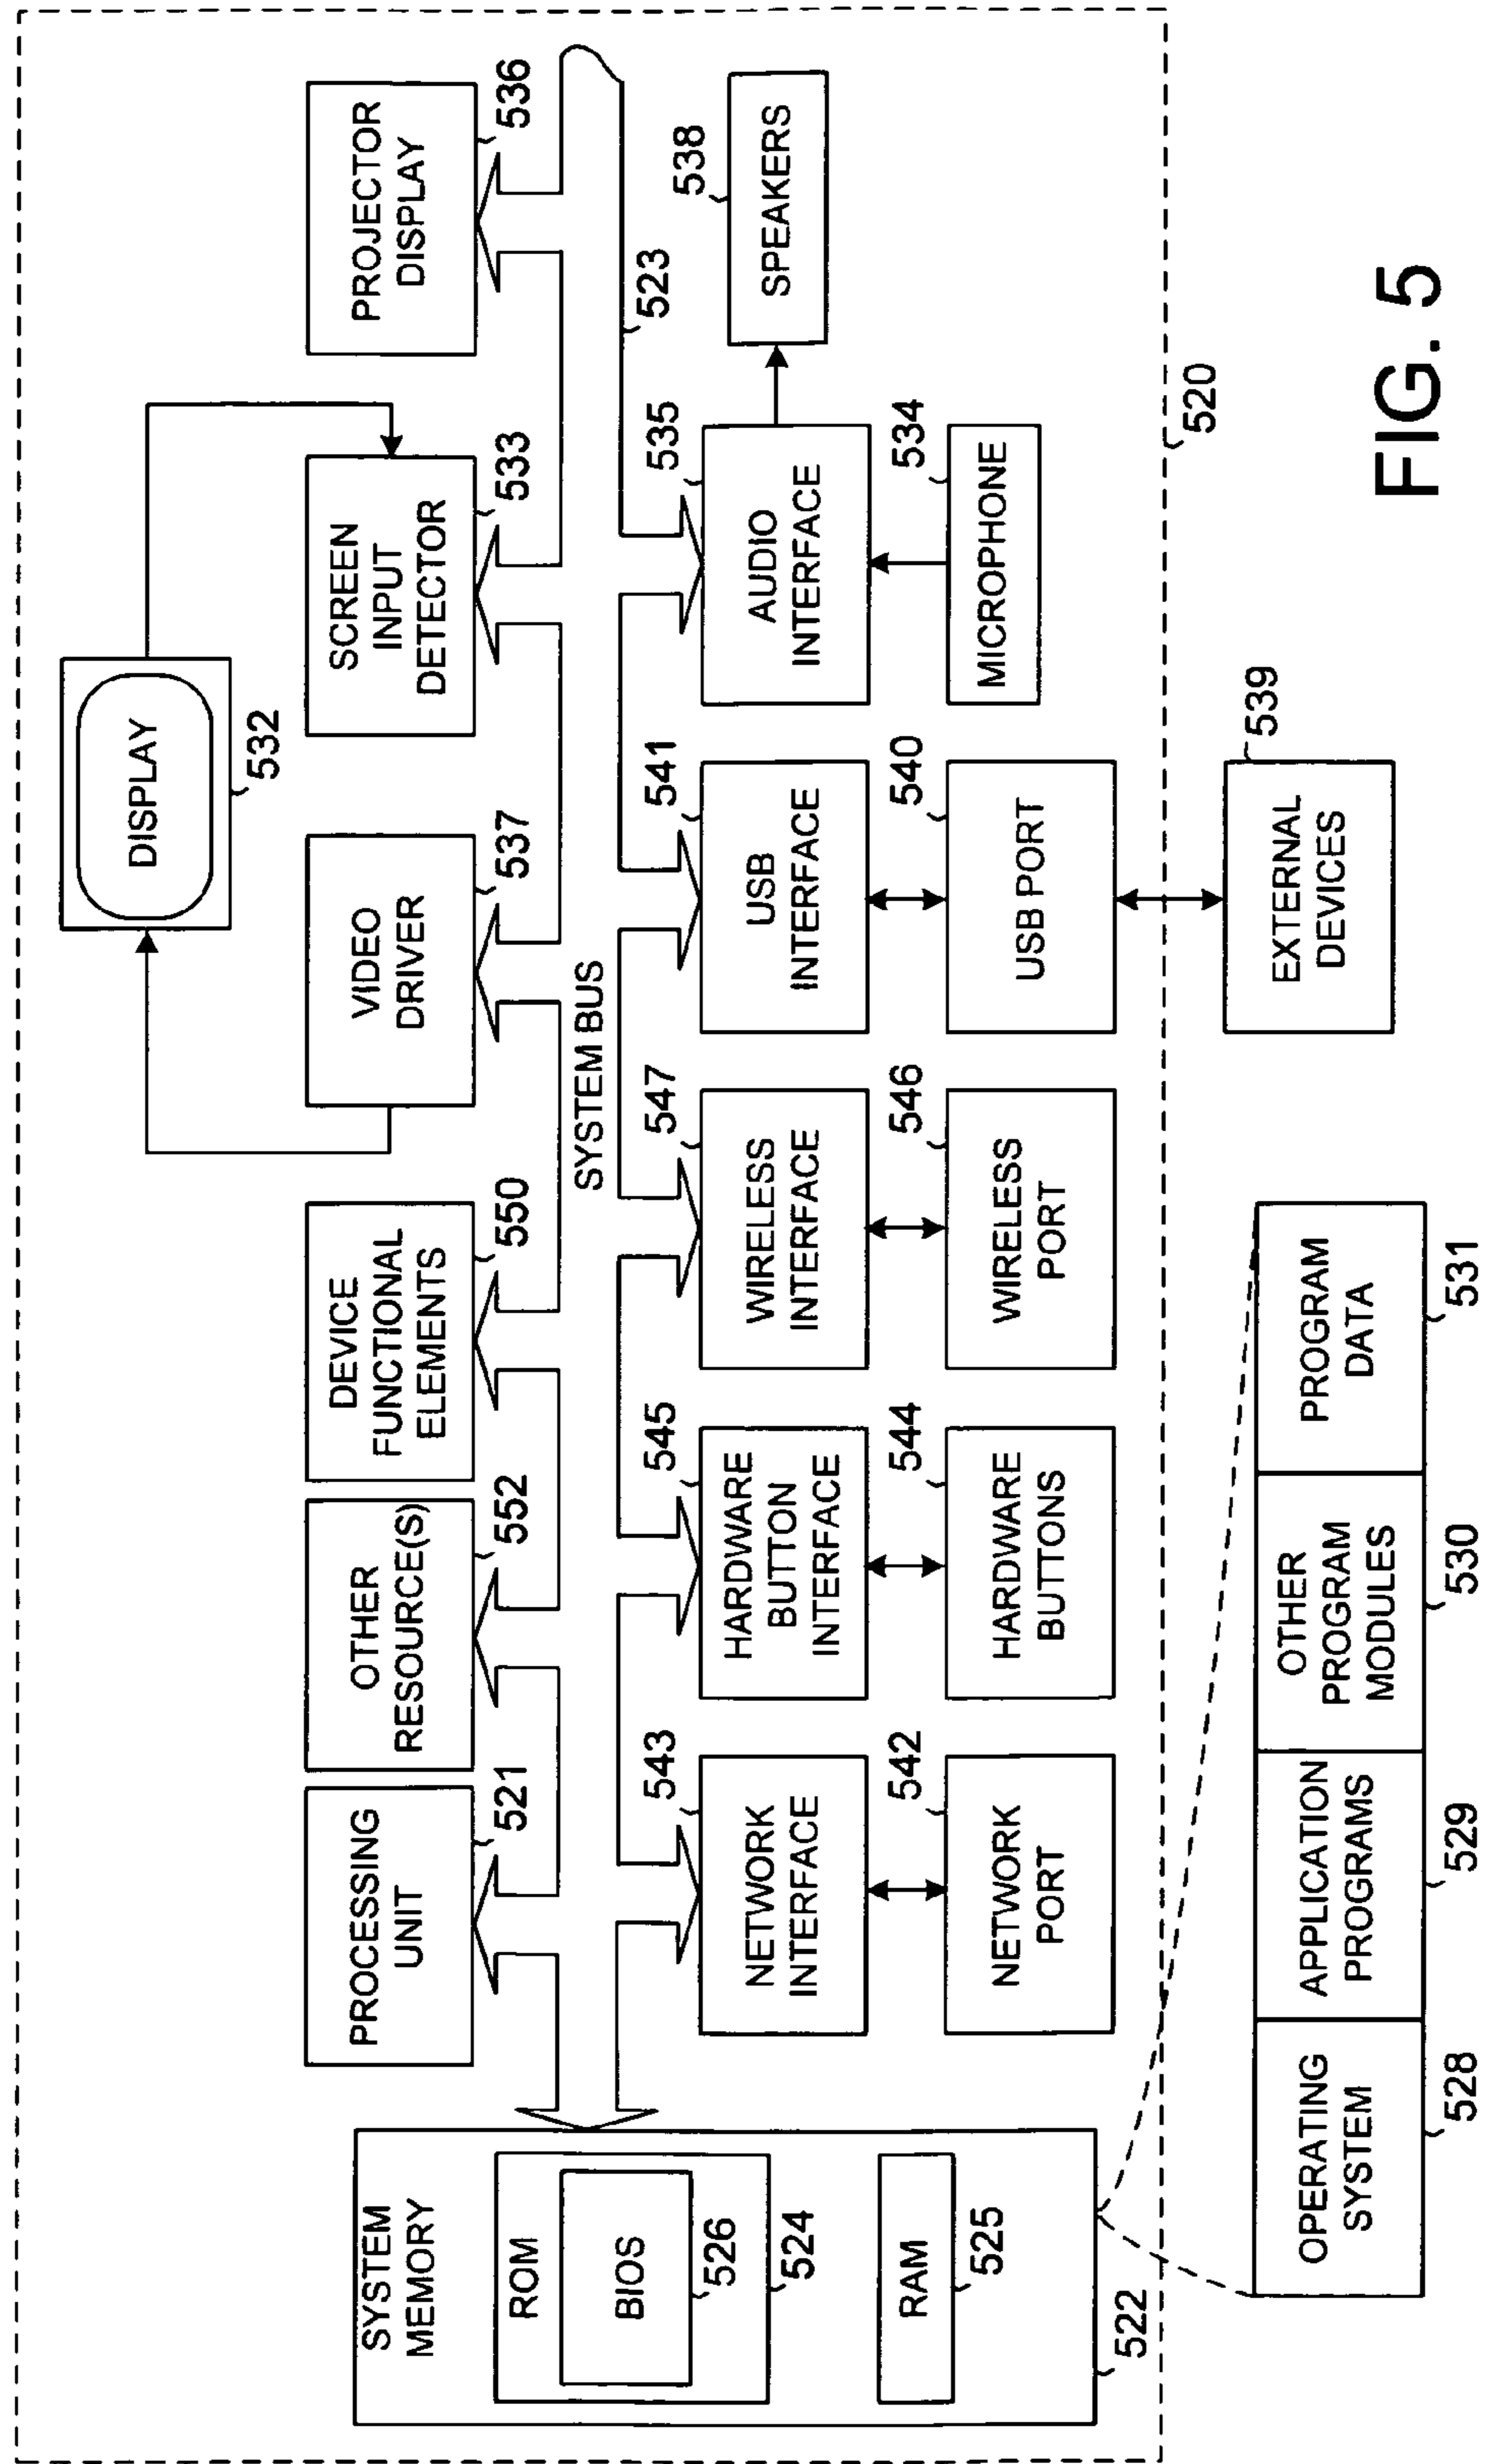 DISPLAY
532
PROCESSING
UNIT
521
OTHER
RESOURCE(S)
552
DEVICE
FUNCTIONAL
ELEMENTS
550
VIDEO
DRIVER
537
SCREEN
INPUT
DETECTOR
533
PROJECTOR
DISPLAY
536
SYSTEM BUS
523
SYSTEM
MEMORY
ROM
BIOS
526
524
RAM
525
522
NETWORK
INTERFACE
543
HARDWARE
BUTTON
INTERFACE
545
WIRELESS
INTERFACE
547
USB
INTERFACE
541
AUDIO
INTERFACE
535
SPEAKERS
538
NETWORK
PORT
542
HARDWARE
BUTTONS
544
WIRELESS
PORT
546
USB PORT
540
MICROPHONE
534
520
OPERATING
SYSTEM
528
APPLICATION
PROGRAMS
529
OTHER
PROGRAM
MODULES
530
PROGRAM
DATA
531
EXTERNAL
DEVICES
539
FIG. 5